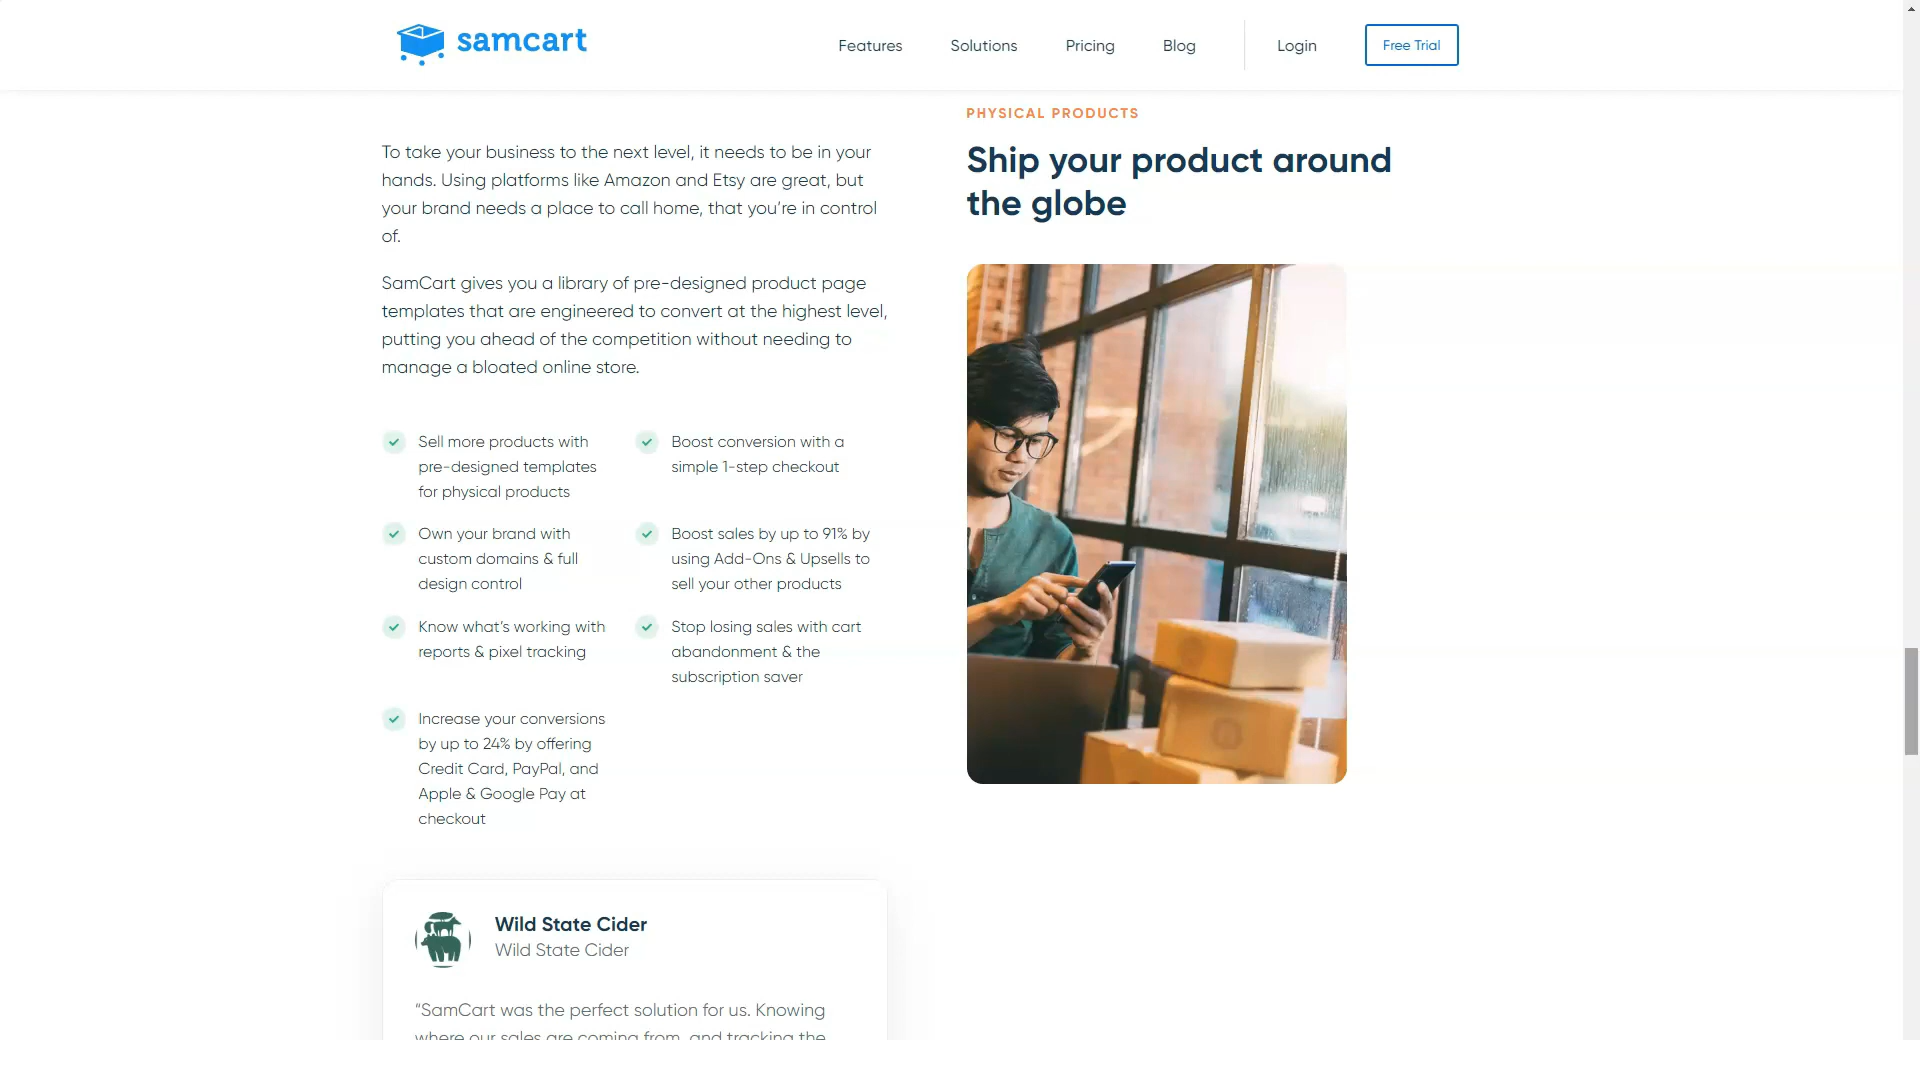 samcart
Features
Solutions
Pricing
Blog
Login
Free Trial
To take your business to the next level, it needs to be in your
hands. Using platforms like Amazon and Etsy are great, but
your brand needs a place to call home, that you’re in control
of.
SamCart gives you a library of pre-designed product page
templates that are engineered to convert at the highest level,
putting you ahead of the competition without needing to
manage a bloated online store.
Sell more products with
pre-designed templates
for physical products
Boost conversion with a
simple 1-step checkout
Own your brand with
custom domains & full
design control
Boost sales by up to 91% by
using Add-Ons & Upsells to
sell your other products
Know what’s working with
reports & pixel tracking
Stop losing sales with cart
abandonment & the
subscription saver
Increase your conversions
by up to 24% by offering
Credit Card, PayPal, and
Apple & Google Pay at
checkout
Wild State Cider
Wild State Cider
“SamCart was the perfect solution for us. Knowing
where our sales are coming from, and tracking the
PHYSICAL PRODUCTS
Ship your product around
the globe